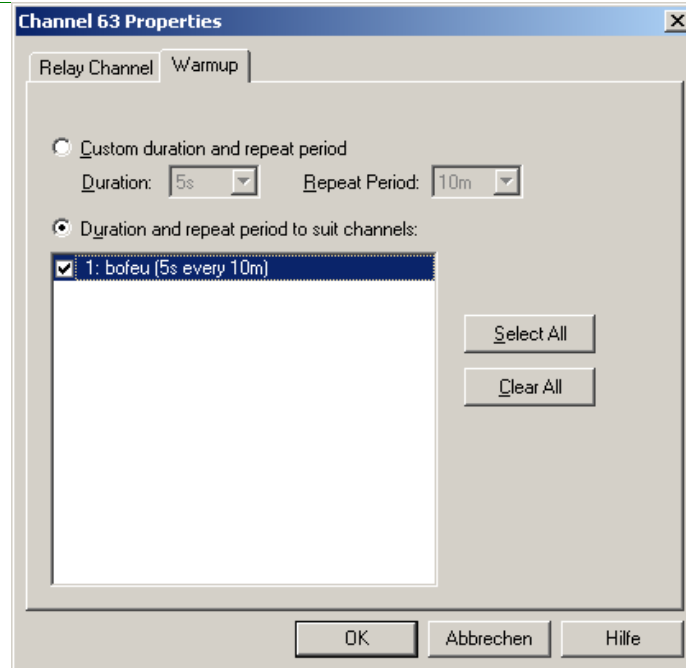 Channel 63 Properties
Relay Channel Warmup
Custom duration and repeat period
Duration: 5s Repeat Period: 10m
Duration and repeat period to suit channels:
1: bofeu (5s every 10m)
Select All
Clear All
OK Abbrechen Hilfe